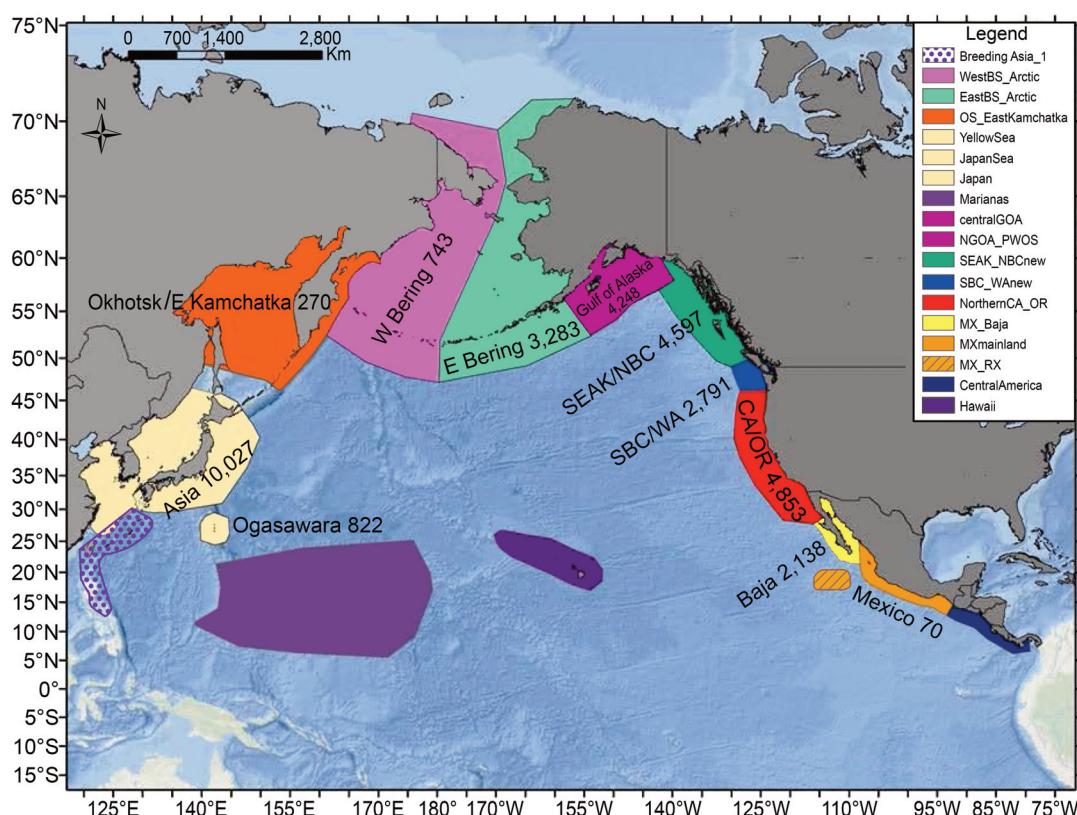 75°N
70°N
65°N
60°N
55°N
50°N
45°N
40°N
35°N
30°N
25°N
20°N
15°N
10°N
5°N
0°
5°S
10°S
15°S
0 700 1,400 2,800
Km
N
Okhotsk/E Kamchatka 270
W Bering 743
E Bering 3,283
Gulf of Alaska
4,248
SEAK/NBC 4,597
SBC/WA 2,791
CA/OR 4,853
Asia 10,027
Ogasawara 822
Baja 2,138
Mexico 70
Legend
Breeding Asia_1
WestBS_Arctic
EastBS_Arctic
OS_EastKamchatka
YellowSea
JapanSea
Japan
Marianas
centralGOA
NGOA_PWOS
SEAK_NBCnew
SBC_WAnew
NorthernCA_OR
MX_Baja
MXmainland
MX_RX
CentralAmerica
Hawaii
125°E 140°E 155°E 170°E 180° 170°W 155°W 140°W 125°W 110°W 95°W 85°W 75°W